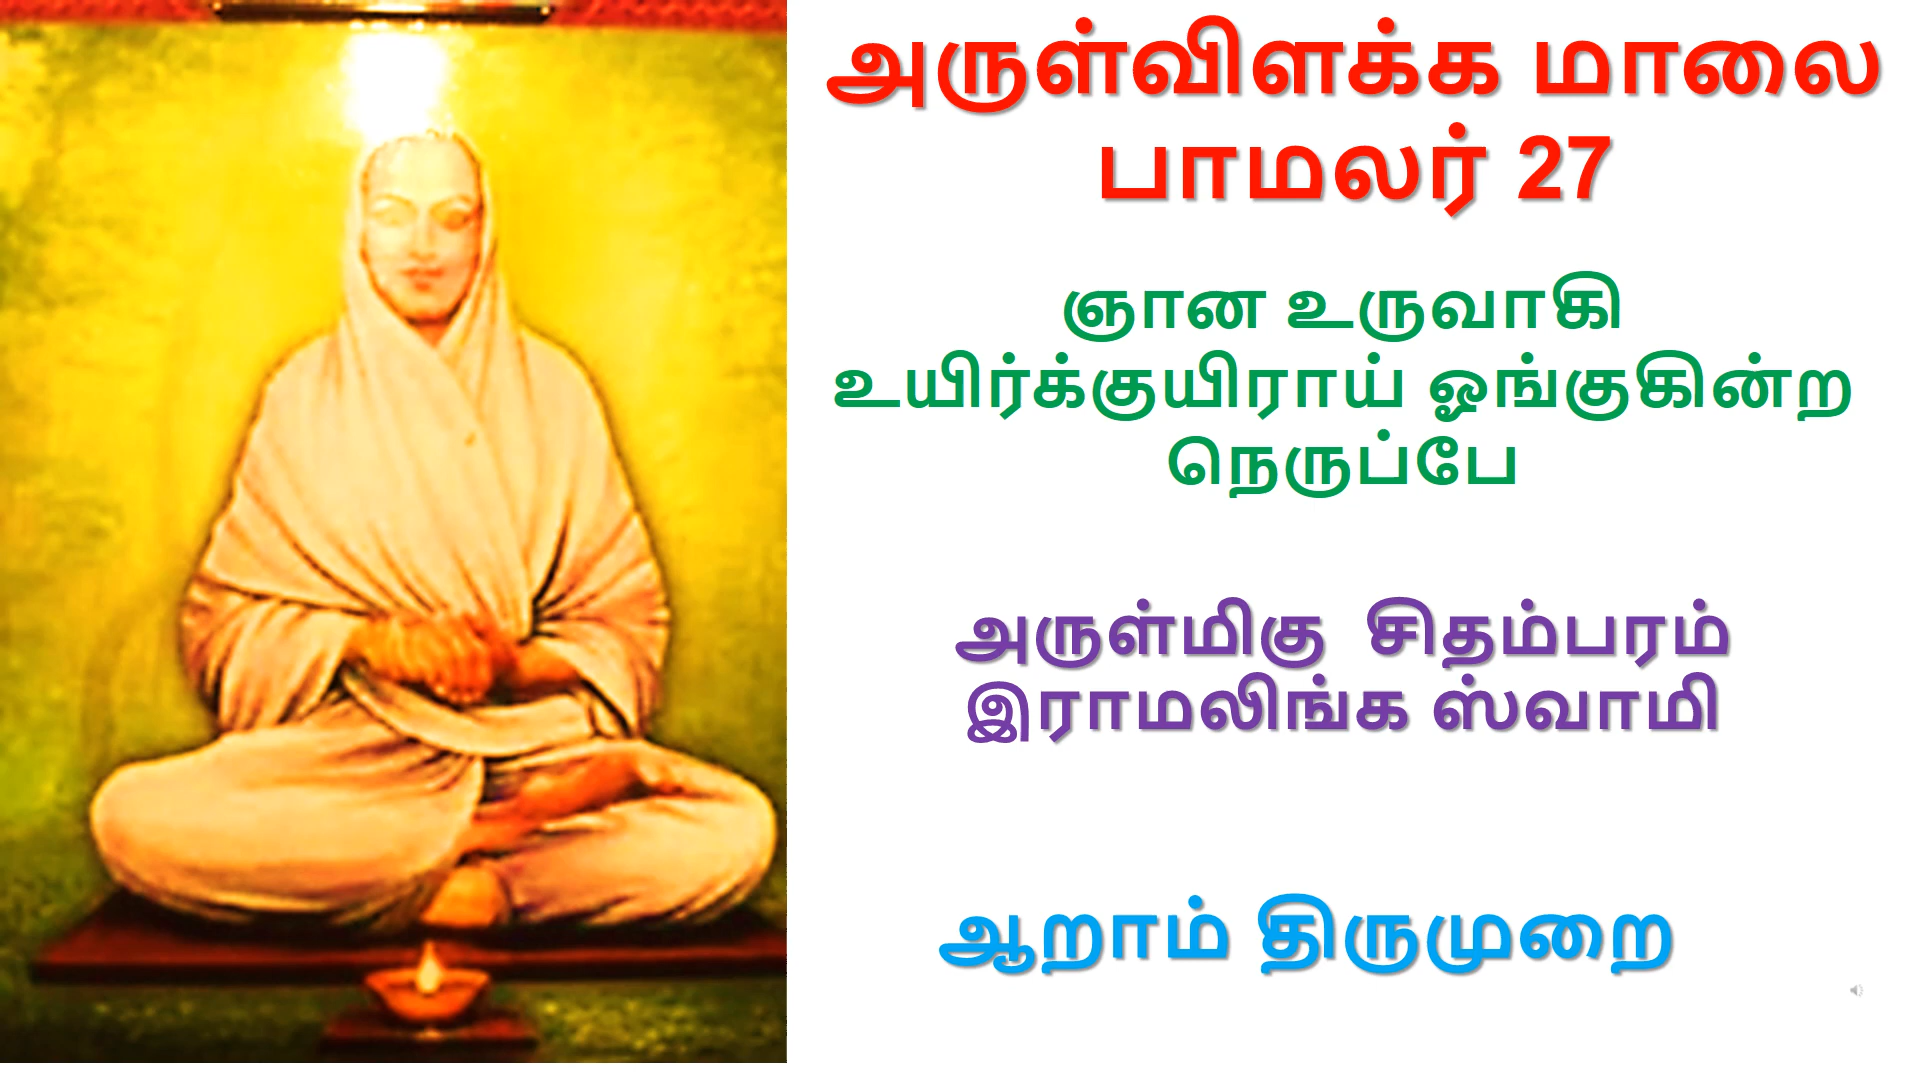 அருள்விளக்க மாலை
பாமலர் 27
ஞான உருவாகி
உயிர்க்குயிராய் ஓங்குகின்ற
நெருப்பே
அருள்மிகு சிதம்பரம்
இராமலிங்க ஸ்வாமி
ஆறாம் திருமுறை